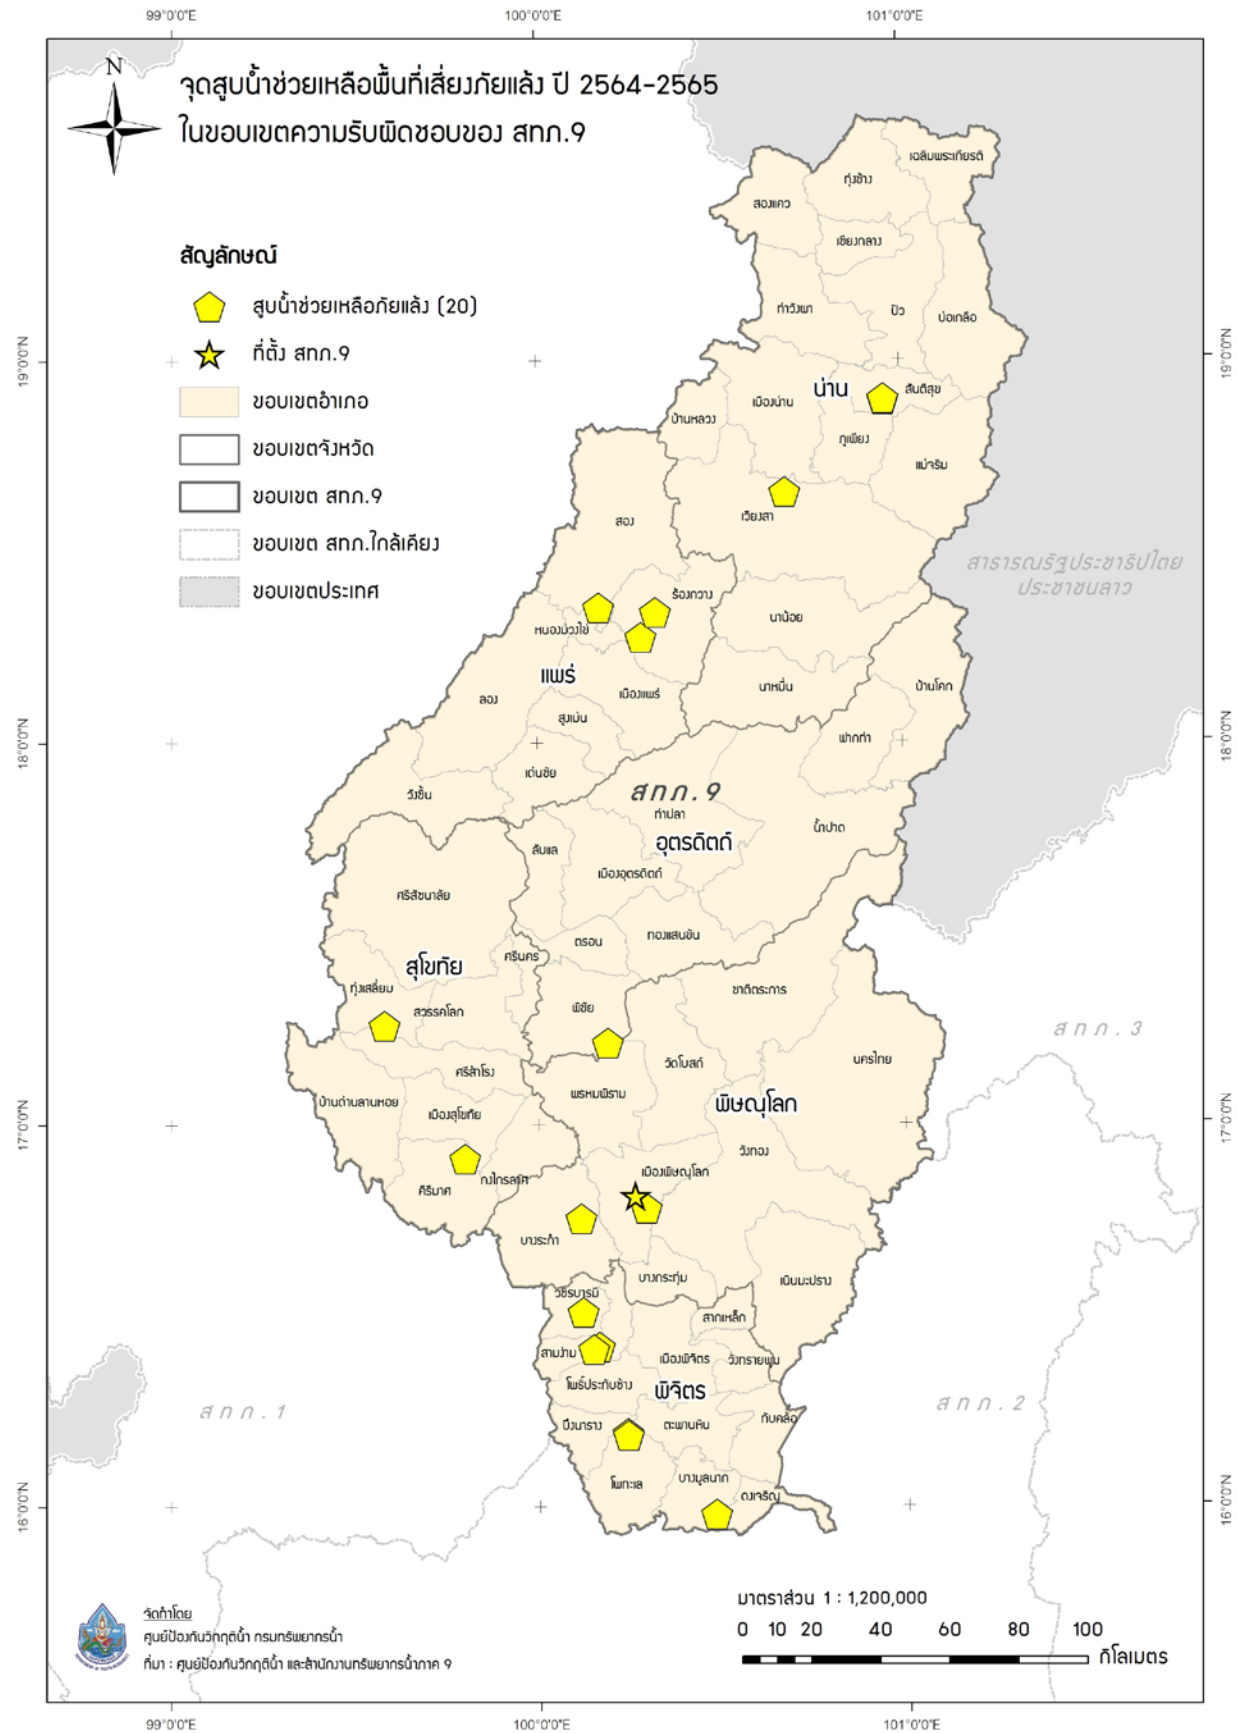 99°0'0"E 100°0'0"E 101°0'0"E
N
จุดสูบน้ำช่วยเหลือพื้นที่เสี่ยงภัยแล้ง ปี 2564-2565
ในขอบเขตความรับผิดชอบของ สทภ.9
สัญลักษณ์
สูบน้ำช่วยเหลือภัยแล้ง (20)
ที่ตั้ง สทภ.9
ขอบเขตอำเภอ
ขอบเขตจังหวัด
ขอบเขต สทภ.9
ขอบเขต สทภ.ใกล้เคียง
ขอบเขตประเทศ
เฉลิมพระเกียรติ
ทุ่งช้าง
สองแคว
เชียงกลาง
ท่าวังผา
ปัว
บ่อเกลือ
19°0'0"N 19°0'0"N
น่าน
สันติสุข
เมืองน่าน
บ้านหลวง
ภูเพียง
แม่จริม
เวียงสา
สอง
สาธารณรัฐประชาธิปไตย
ประชาชนลาว
ร้องกวาง
หนองม่วงไข่
นาน้อย
แพร่
เมืองแพร่
นาหมื่น
บ้านโคก
ลอง
สูงเม่น
ฟากท่า
18°0'0"N 18°0'0"N
เด่นชัย
วังชิ้น
สทภ.9
ท่าปลา
น้ำปาด
อุตรดิตถ์
ลับแล
เมืองอุตรดิตถ์
ศรีสัชนาลัย
ตรอน
ทองแสนขัน
ศรีนคร
สุโขทัย
ทุ่งเสลี่ยม
ชาติตระการ
สวรรคโลก
พิชัย
สทภ.3
นครไทย
วัดโบสถ์
ศรีสำโรง
พรหมพิราม
บ้านด่านลานหอย
พิษณุโลก
เมืองสุโขทัย
17°0'0"N 17°0'0"N
วังทอง
เมืองพิษณุโลก
กงไกรลาศ
คีรีมาศ
บางระกำ
บางกระทุ่ม
เนินมะปราง
วชิรบารมี
สากเหล็ก
สามง่าม
เมืองพิจิตร
วังทรายพูน
โพธิ์ประทับช้าง
พิจิตร
สทภ.1
สทภ.2
บึงนาราง
ตะพานหิน
ทับคล้อ
โพทะเล
บางมูลนาก
ดงเจริญ
16°0'0"N 16°0'0"N
จัดทำโดย
ศูนย์ป้องกันวิกฤติน้ำ กรมทรัพยากรน้ำ
ที่มา : ศูนย์ป้องกันวิกฤติน้ำ และสำนักงานทรัพยากรน้ำภาค 9
มาตราส่วน 1 : 1,200,000
0 10 20 40 60 80 100
กิโลเมตร
99°0'0"E 100°0'0"E 101°0'0"E